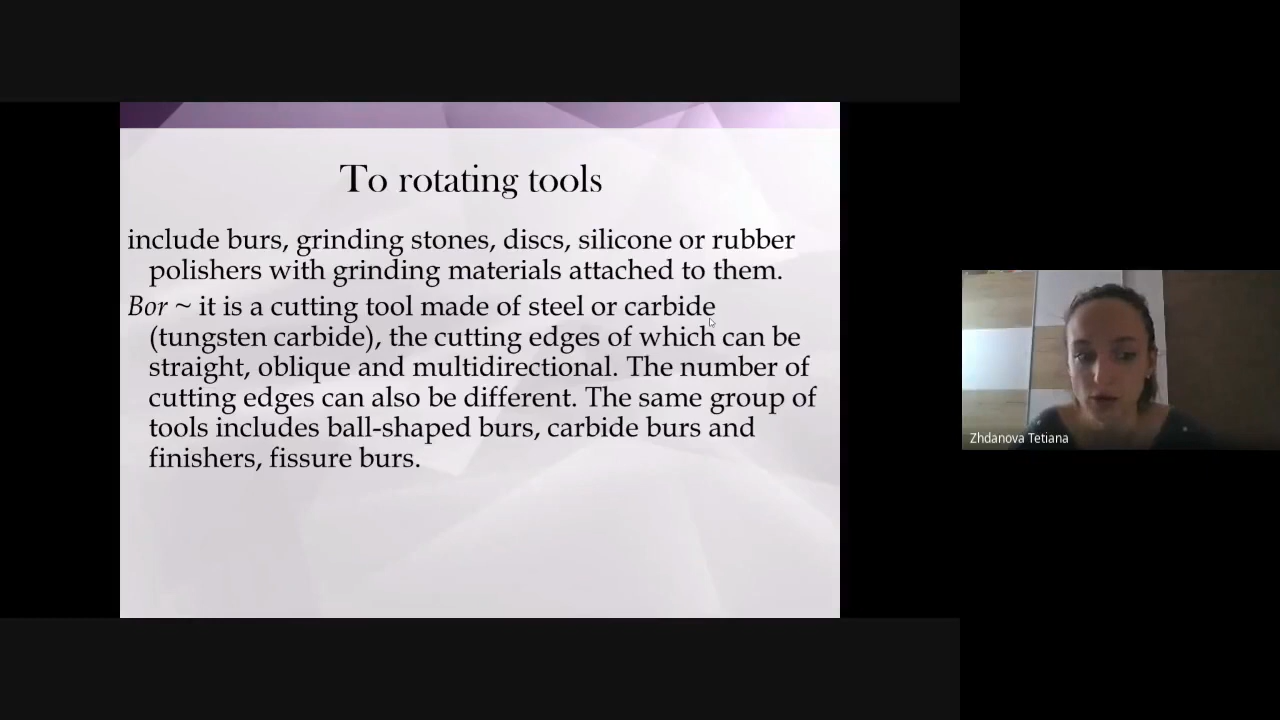 To rotating tools
include burs, grinding stones, discs, silicone or rubber
polishers with grinding materials attached to them.
Bor ~ it is a cutting tool made of steel or carbide
(tungsten carbide), the cutting edges of which can be
straight, oblique and multidirectional. The number of
cutting edges can also be different. The same group of
tools includes ball-shaped burs, carbide burs and
finishers, fissure burs.
Zhdanova Tetiana